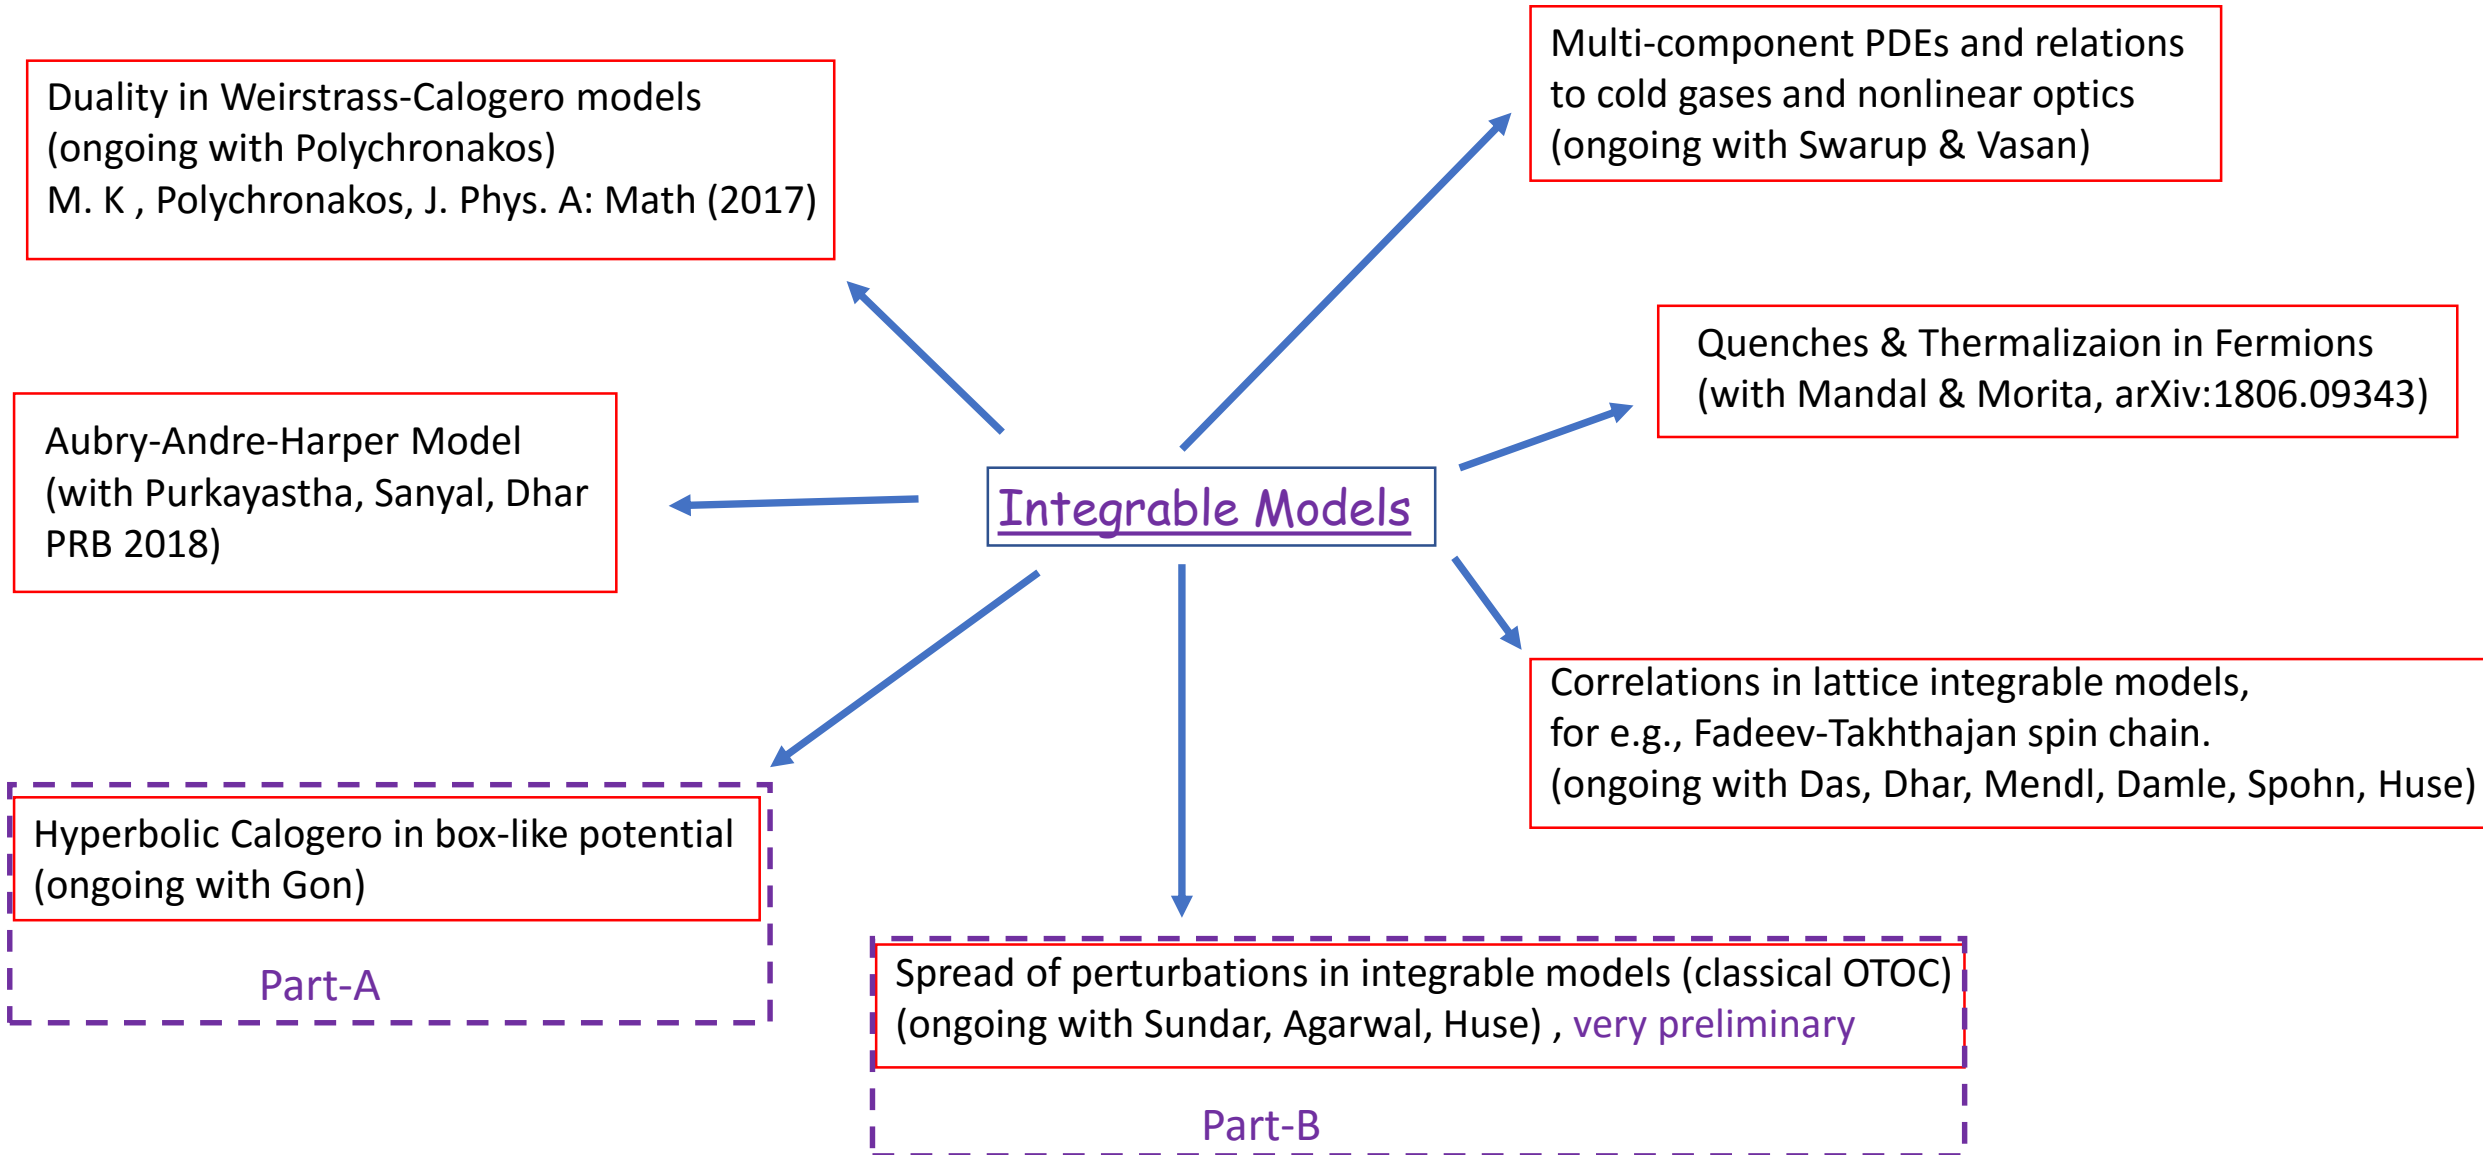 Duality in Weirstrass-Calogero models
(ongoing with Polychronakos)
M. K , Polychronakos, J. Phys. A: Math (2017)
Multi-component PDEs and relations
to cold gases and nonlinear optics
(ongoing with Swarup & Vasan)
Quenches & Thermalizaion in Fermions
(with Mandal & Morita, arXiv:1806.09343)
Aubry-Andre-Harper Model
(with Purkayastha, Sanyal, Dhar
PRB 2018)
Integrable Models
Correlations in lattice integrable models,
for e.g., Fadeev-Takhthajan spin chain.
(ongoing with Das, Dhar, Mendl, Damle, Spohn, Huse)
Hyperbolic Calogero in box-like potential
(ongoing with Gon)
Part-A
Spread of perturbations in integrable models (classical OTOC)
(ongoing with Sundar, Agarwal, Huse) , very preliminary
Part-B